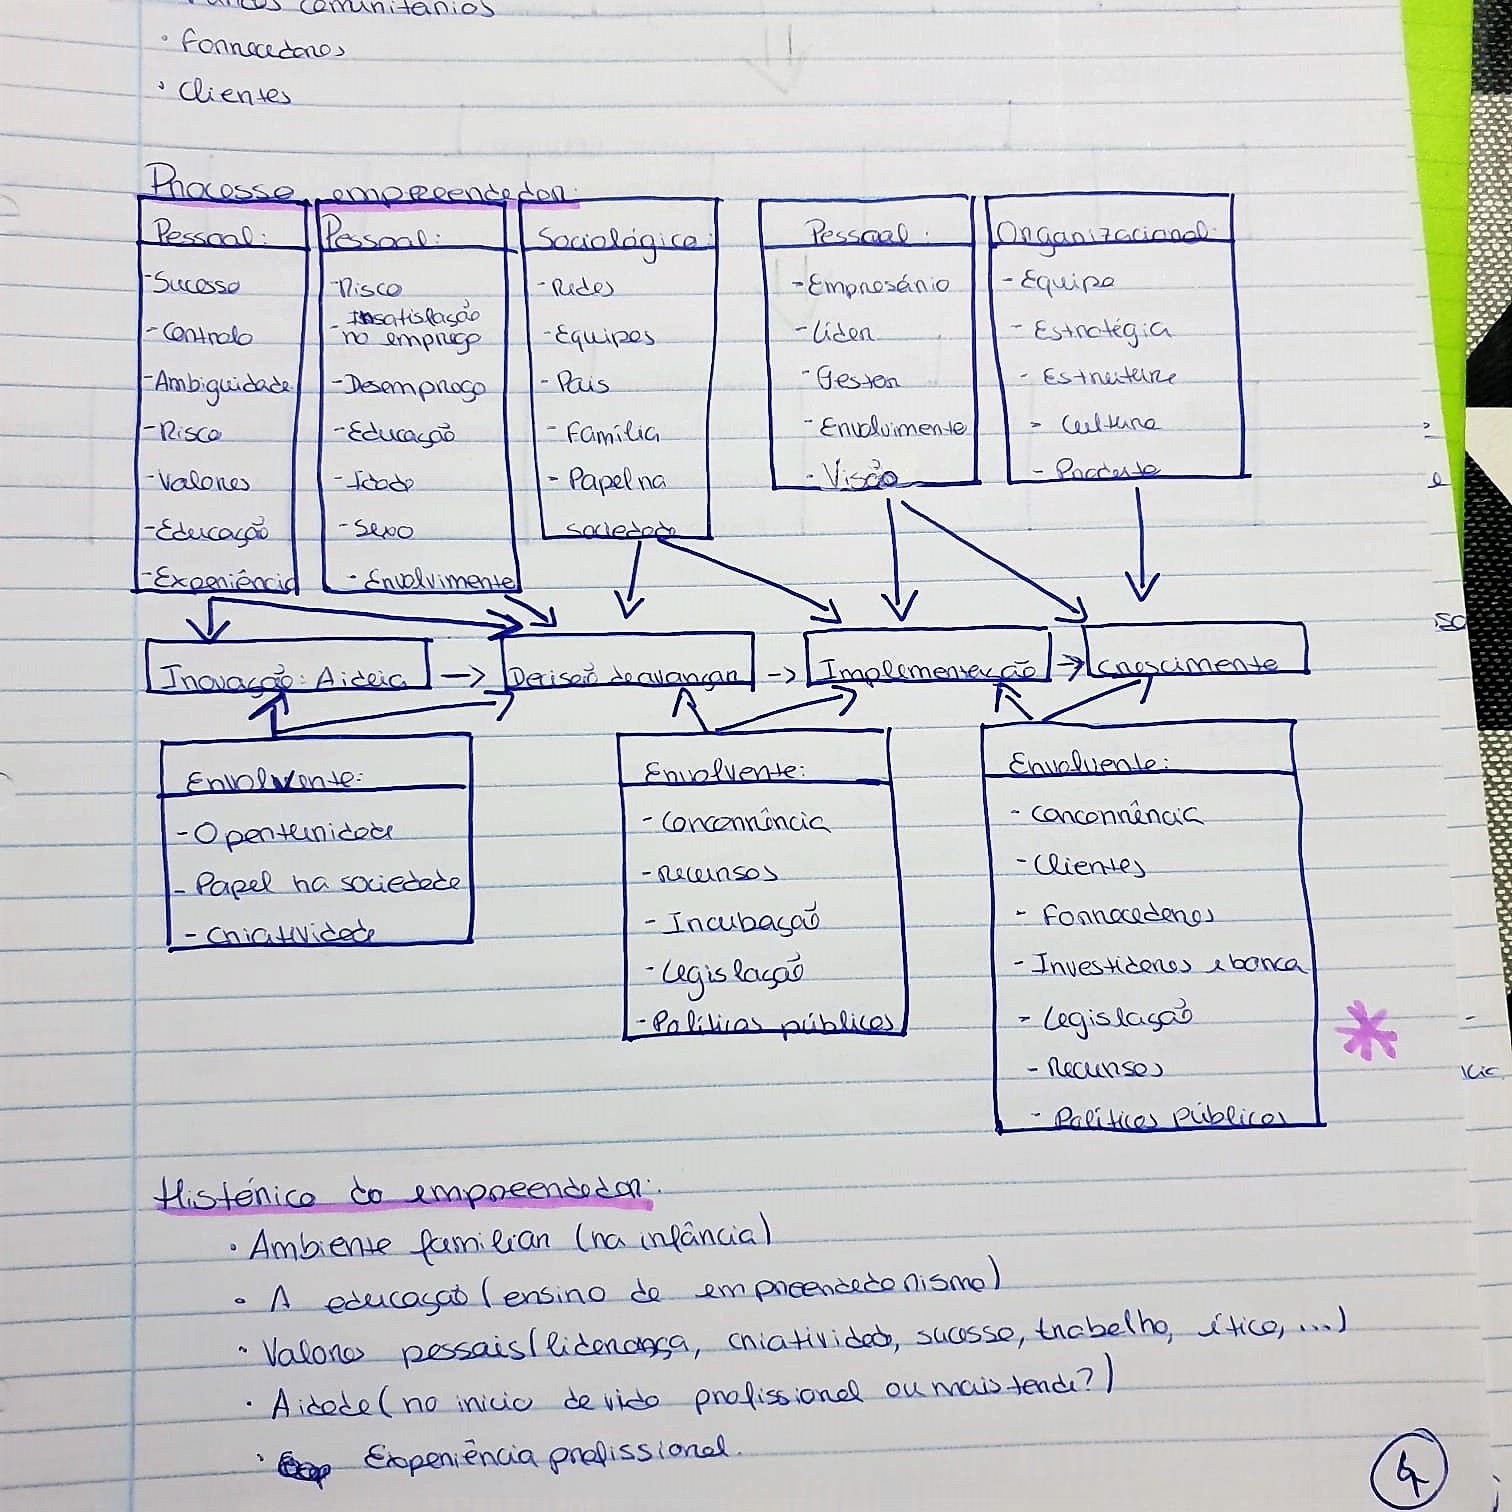 comunitários
· Fornecedores
· Clientes
Processo empreendedor:
Pessoal:
- Sucesso
- Controlo
- Ambiguidade
- Risco
- Valores
- Educação
- Experiência
Pessoal:
- Risco
- Insatisfação
no emprego
- Desemprego
- Educação
- Idade
- Sexo
- Envolvimento
Sociológico:
- Redes
- Equipas
- Pais
- Família
- Papel na
sociedade
Pessoal:
- Empresário
- Líder
- Gestor
- Envolvimento
- Visão
Organizacional:
- Equipa
- Estratégia
- Estrutura
- Cultura
- Produto
Inovação: A ideia -> Decisão de avançar -> Implementação -> Crescimento
Envolvente:
- Oportunidade
- Papel na sociedade
- Criatividade
Envolvente:
- Concorrência
- Recursos
- Incubação
- Legislação
- Políticas públicas
Envolvente:
- Concorrência
- Clientes
- Fornecedores
- Investidores e banca
- Legislação
- Recursos
- Políticas Públicas
Histórico do empreendedor:
· Ambiente familiar (na infância)
· A educação (ensino de empreendedorismo)
· Valores pessais (liderança, criatividade, sucesso, trabalho, ética, ...)
· A idade (no inicio de vida profissional ou mais tarde?)
· Experiência profissional.
4